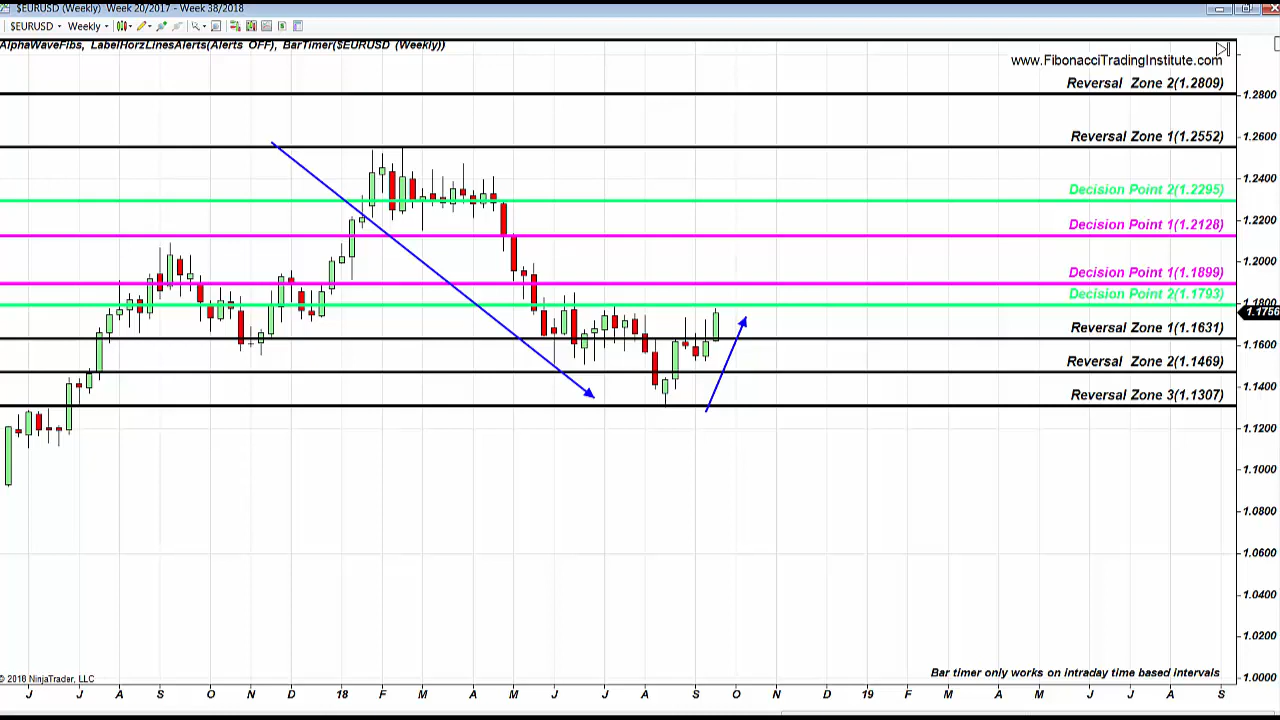 $EURUSD (Weekly)  Week 20/2017 - Week 38/2018
$EURUSD Weekly
AlphaWaveFibs, LabelHorzLinesAlerts(Alerts OFF), BarTimer($EURUSD (Weekly))
www.FibonacciTradingInstitute.com
Reversal Zone 2(1.2809)
1.2800
Reversal Zone 1(1.2552)
1.2600
1.2400
Decision Point 2(1.2295)
1.2200
Decision Point 1(1.2128)
1.2000
Decision Point 1(1.1899)
Decision Point 2(1.1793)
1.1800
1.1756
Reversal Zone 1(1.1631)
1.1600
Reversal Zone 2(1.1469)
1.1400
Reversal Zone 3(1.1307)
1.1200
1.1000
1.0800
1.0600
1.0400
1.0200
Bar timer only works on intraday time based intervals
© 2018 NinjaTrader, LLC
1.0000
J J A S O N D 18 F M A M J J A S O N D 19 F M A M J J A S